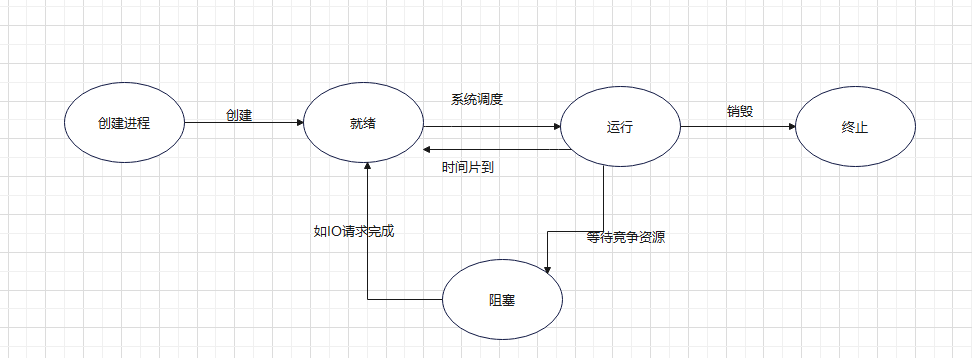 系统调度
创建
销毁
创建进程
就绪
运行
终止
时间片到
如IO请求完成
等待竞争资源
阻塞